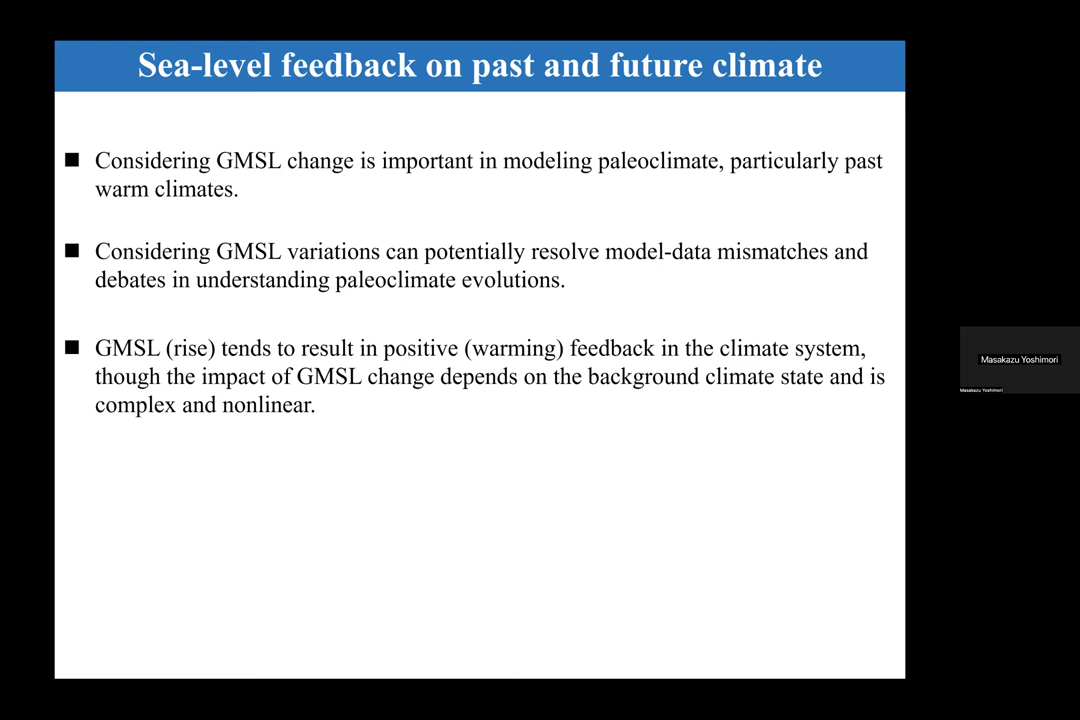 Sea-level feedback on past and future climate
■ Considering GMSL change is important in modeling paleoclimate, particularly past
warm climates.
■ Considering GMSL variations can potentially resolve model-data mismatches and
debates in understanding paleoclimate evolutions.
■ GMSL (rise) tends to result in positive (warming) feedback in the climate system,
though the impact of GMSL change depends on the background climate state and is
complex and nonlinear.
Masakazu Yoshimori
Masakazu Yoshimori